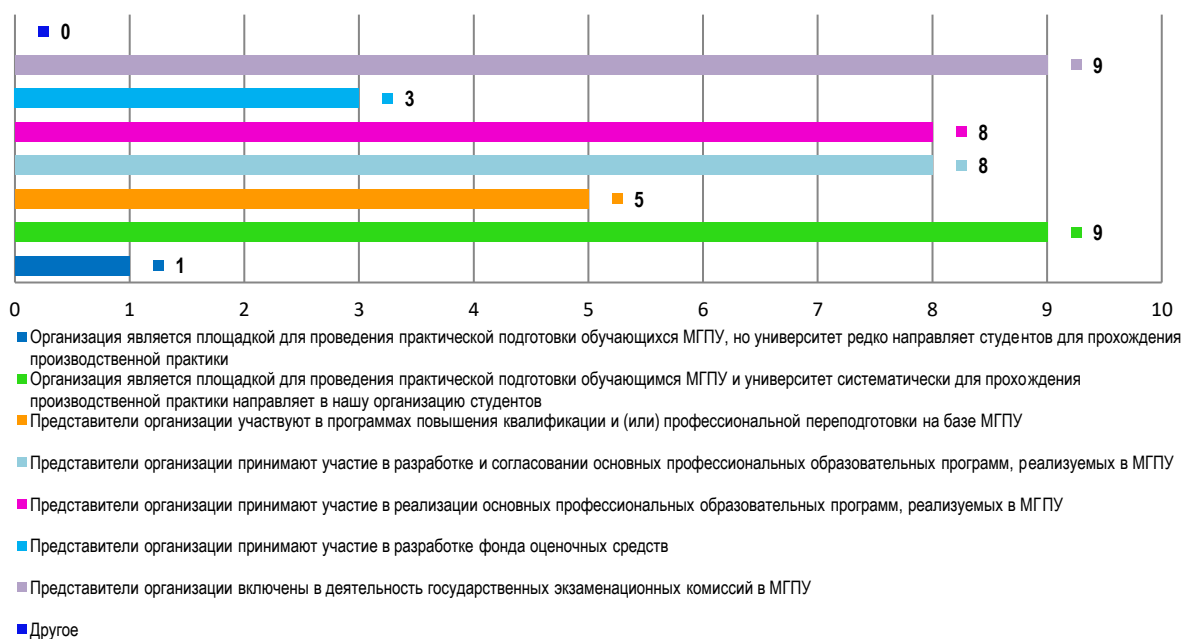 0
9
3
8
8
5
9
1
0 1 2 3 4 5 6 7 8 9 10
Организация является площадкой для проведения практической подготовки обучающихся МГПУ, но университет редко направляет студентов для прохождения
производственной практики
Организация является площадкой для проведения практической подготовки обучающимся МГПУ и университет систематически для прохождения
производственной практики направляет в нашу организацию студентов
Представители организации участвуют в программах повышения квалификации и (или) профессиональной переподготовки на базе МГПУ
Представители организации принимают участие в разработке и согласовании основных профессиональных образовательных программ, реализуемых в МГПУ
Представители организации принимают участие в реализации основных профессиональных образовательных программ, реализуемых в МГПУ
Представители организации принимают участие в разработке фонда оценочных средств
Представители организации включены в деятельность государственных экзаменационных комиссий в МГПУ
Другое